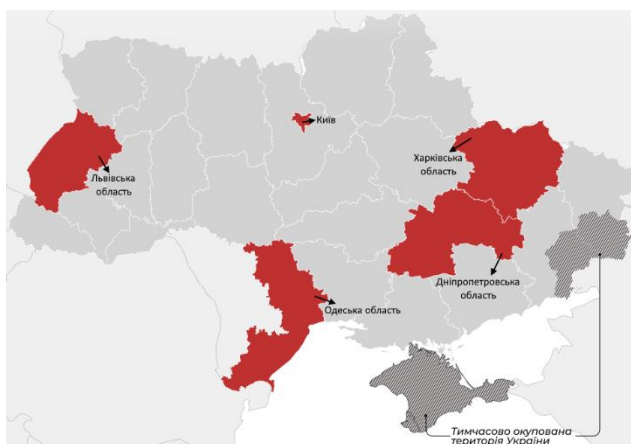 Київ
Харківська
область
Львівська
область
Дніпропетровська
область
Одеська область
Тимчасово окупована
територія України